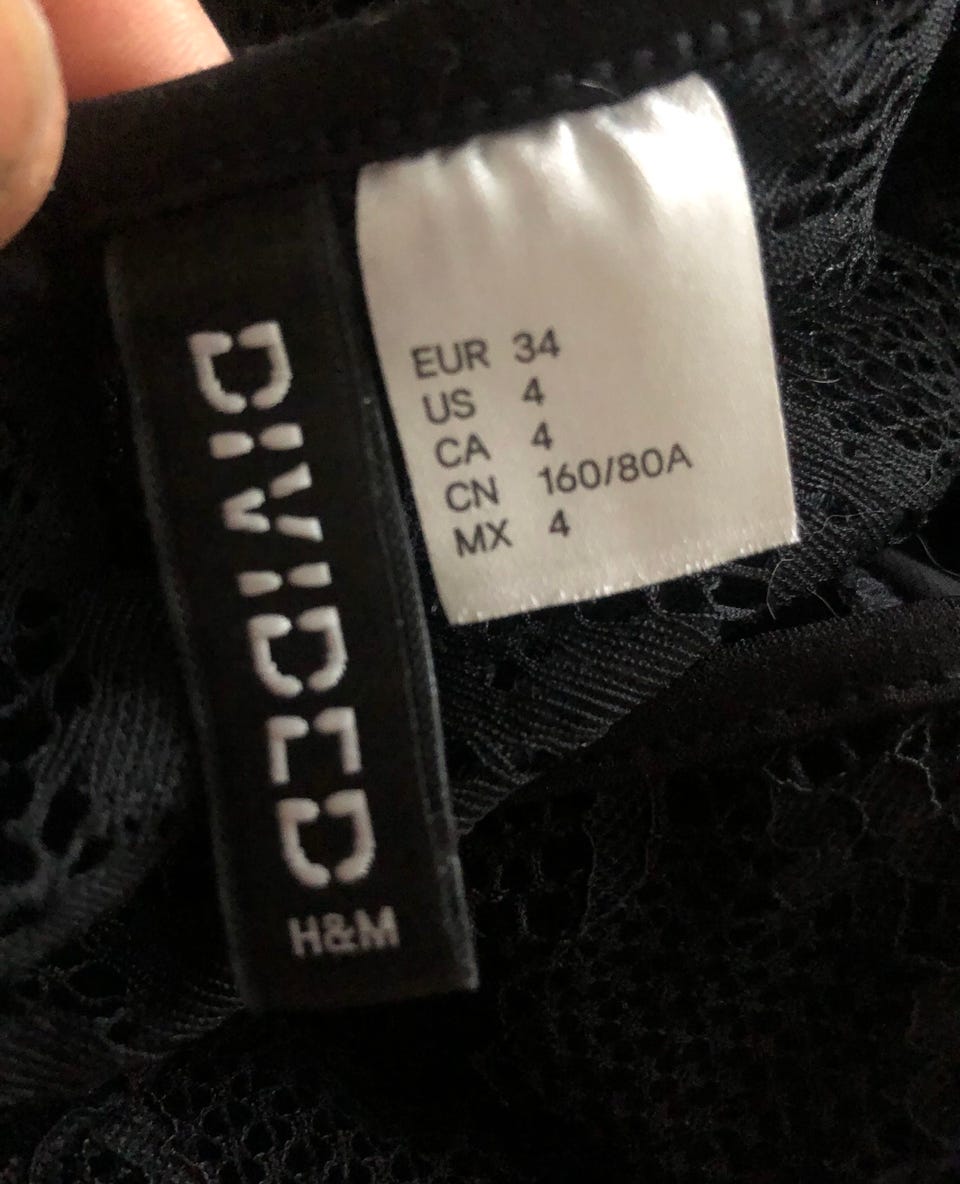 DIVIDED
H&M
EUR 34
US 4
CA 4
CN 160/80A
MX 4